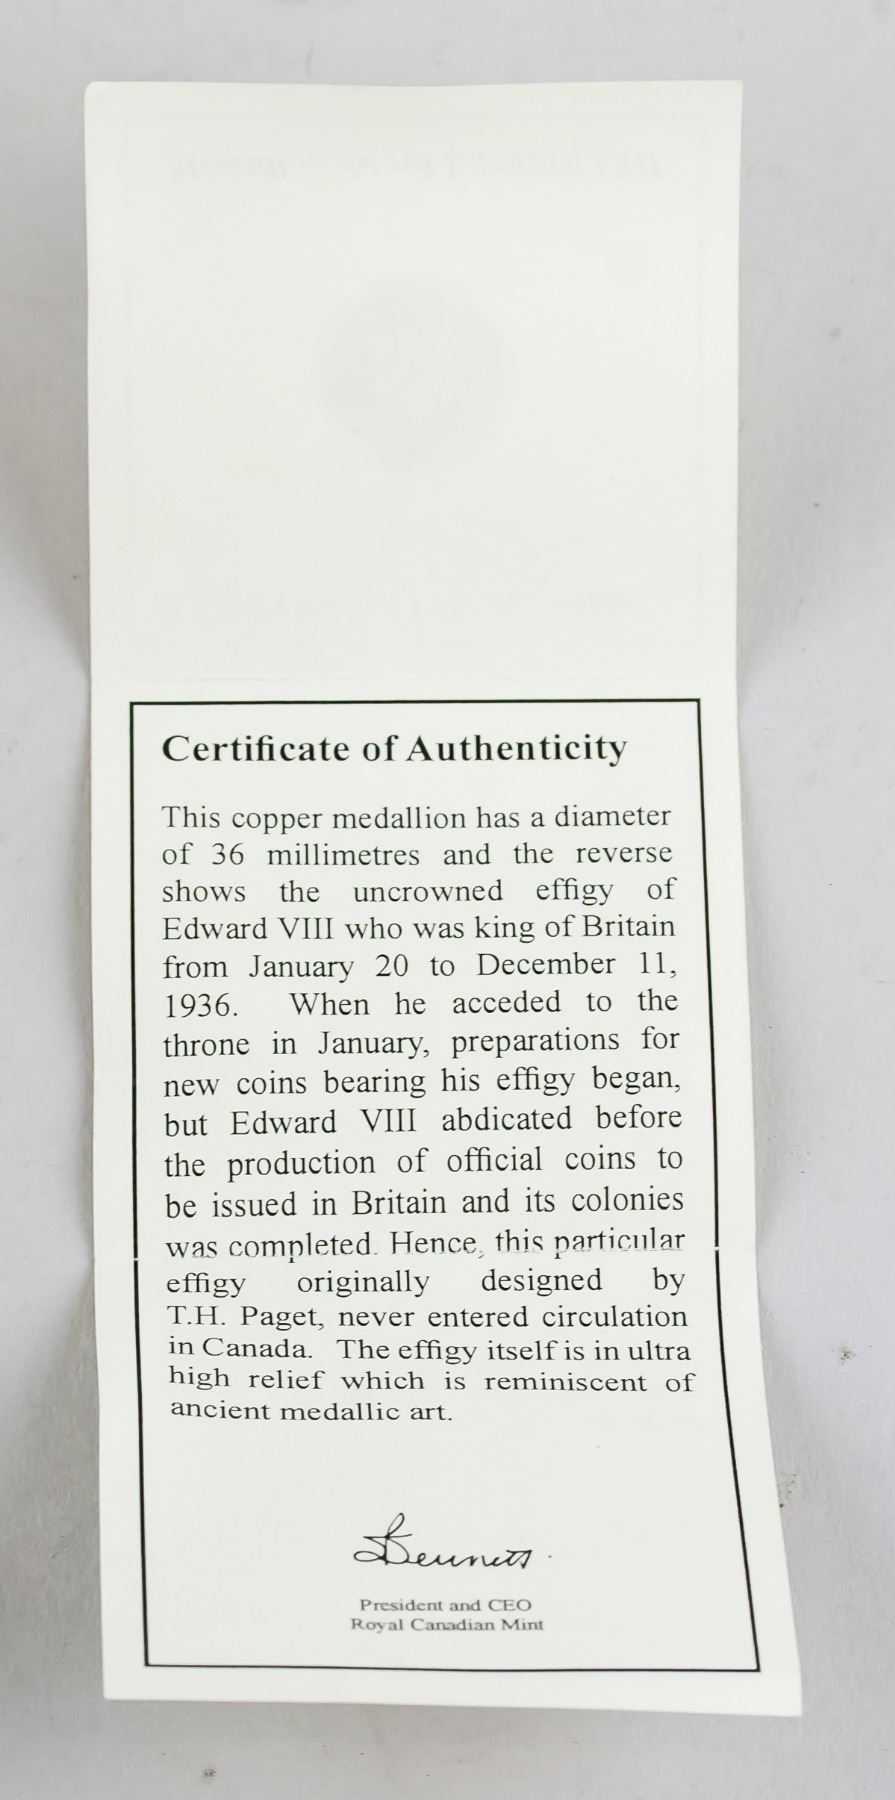 Certificate of Authenticity
This copper medallion has a diameter
of 36 millimetres and the reverse
shows the uncrowned effigy of
Edward VIII who was king of Britain
from January 20 to December 11,
1936. When he acceded to the
throne in January, preparations for
new coins bearing his effigy began,
but Edward VIII abdicated before
the production of official coins to
be issued in Britain and its colonies
was completed. Hence, this particular
effigy originally designed by
T.H. Paget, never entered circulation
in Canada. The effigy itself is in ultra
high relief which is reminiscent of
ancient medallic art.
President and CEO
Royal Canadian Mint